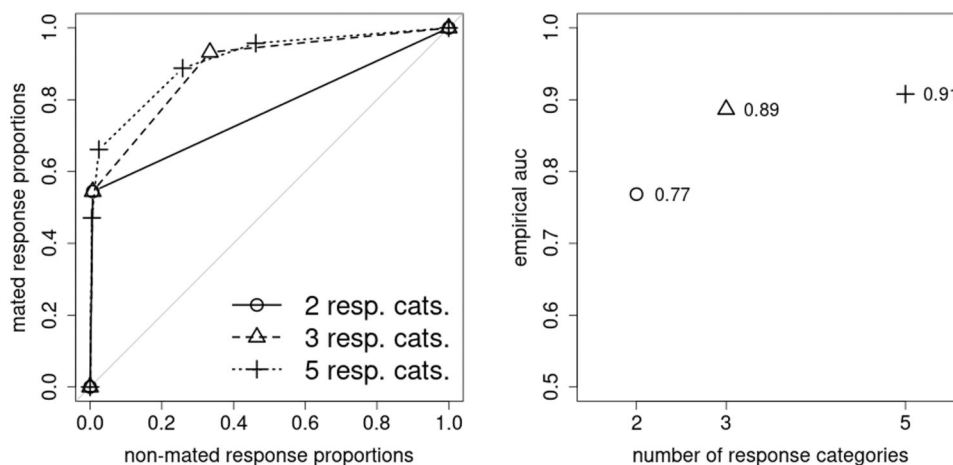 1.0
0.8
0.6
0.4
0.2
0.0
mated response proportions
2 resp. cats.
3 resp. cats.
5 resp. cats.
0.0 0.2 0.4 0.6 0.8 1.0
non-mated response proportions
1.0
0.9
0.8
0.7
0.6
0.5
empirical auc
0.77
0.89
0.91
2 3 5
number of response categories